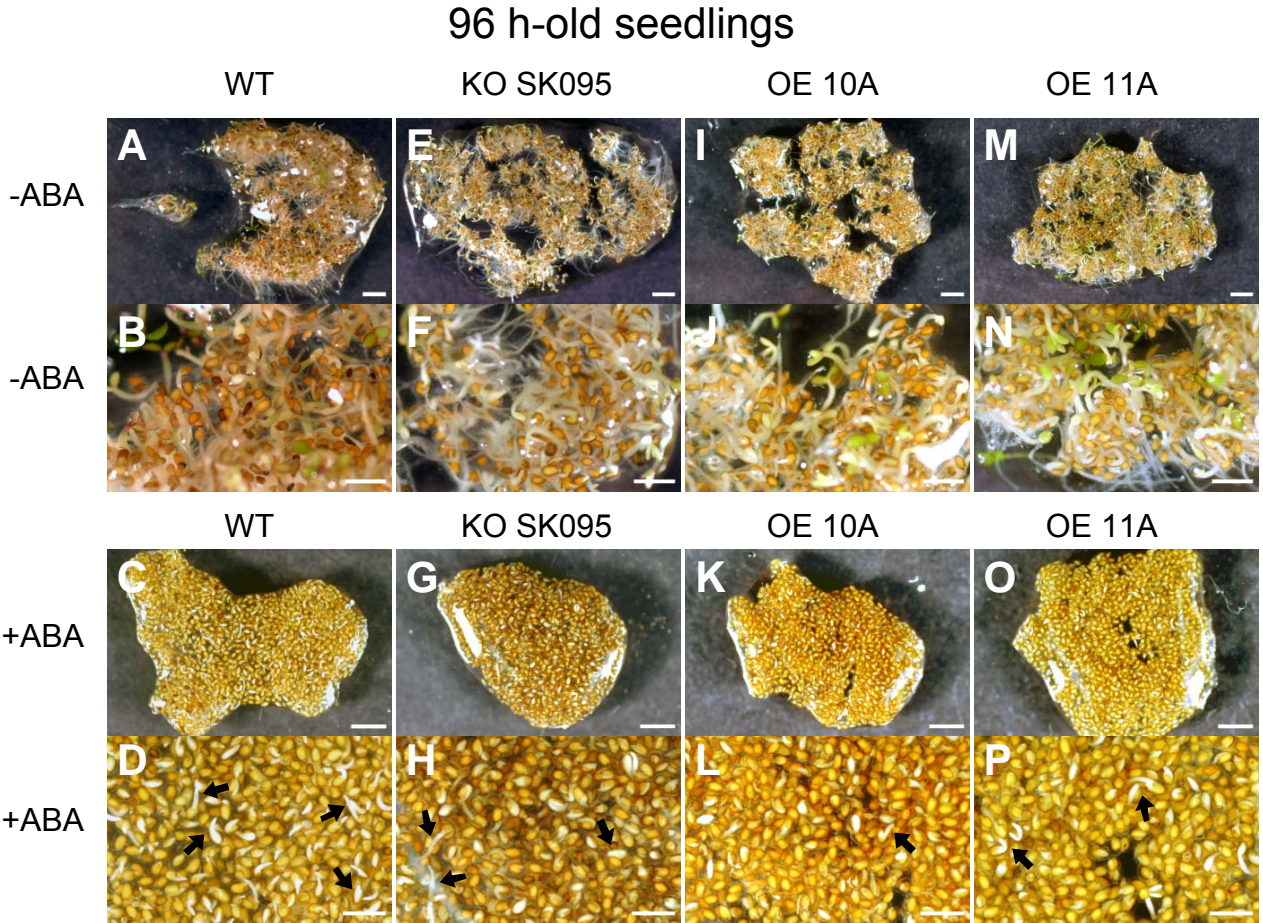 96 h-old seedlings
WT KO SK095 OE 10A OE 11A
-ABA A E I M
-ABA B F J N
WT KO SK095 OE 10A OE 11A
+ABA C G K O
+ABA D H L P